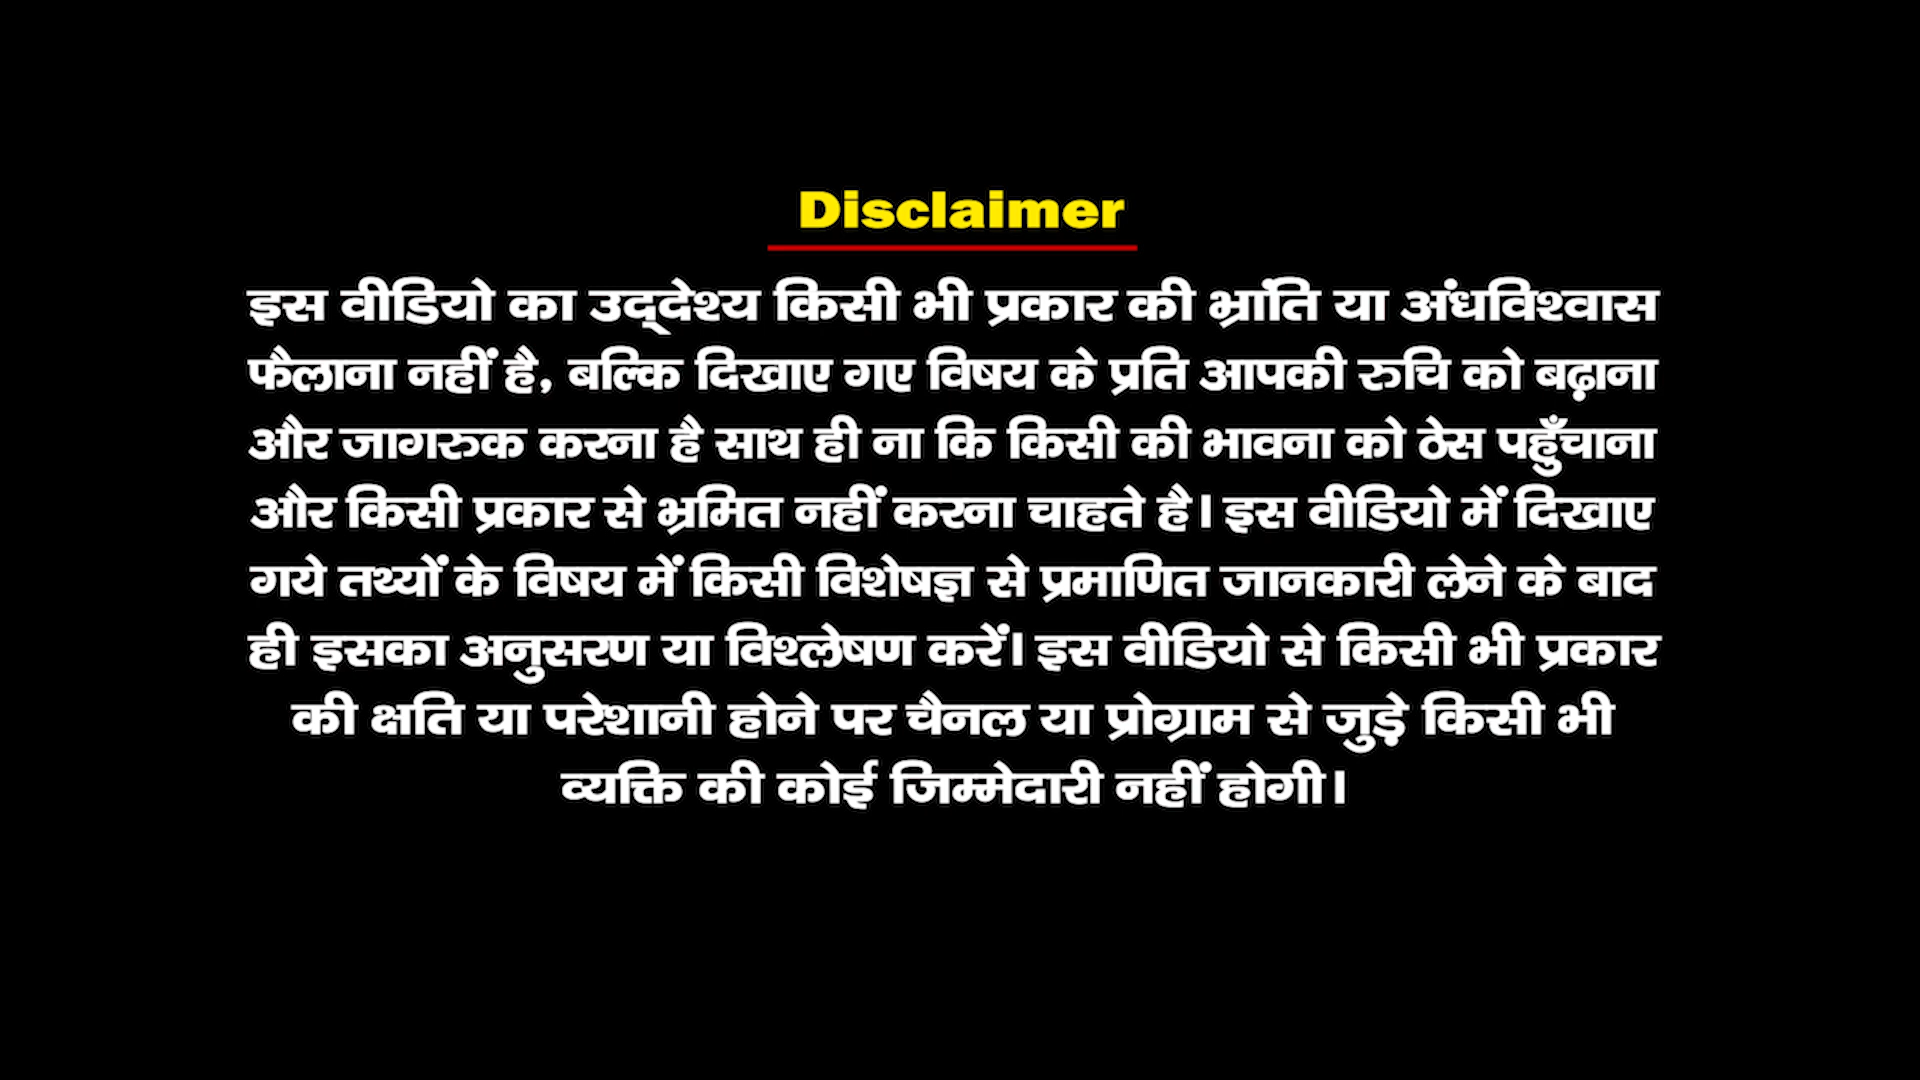 Disclaimer
इस वीडियो का उद्‌देश्य किसी भी प्रकार की भ्रांति या अंधविश्वास
फैलाना नहीं है, बल्कि दिखाए गए विषय के प्रति आपकी रुचि को बढ़ाना
और जागरुक करना है साथ ही ना कि किसी की भावना को ठेस पहुँचाना
और किसी प्रकार से भ्रमित नहीं करना चाहते है। इस वीडियो में दिखाए
गये तथ्यों के विषय में किसी विशेषज्ञ से प्रमाणित जानकारी लेने के बाद
ही इसका अनुसरण या विश्लेषण करें। इस वीडियो से किसी भी प्रकार
की क्षति या परेशानी होने पर चैनल या प्रोग्राम से जुड़े किसी भी
व्यक्ति की कोई जिम्मेदारी नहीं होगी।